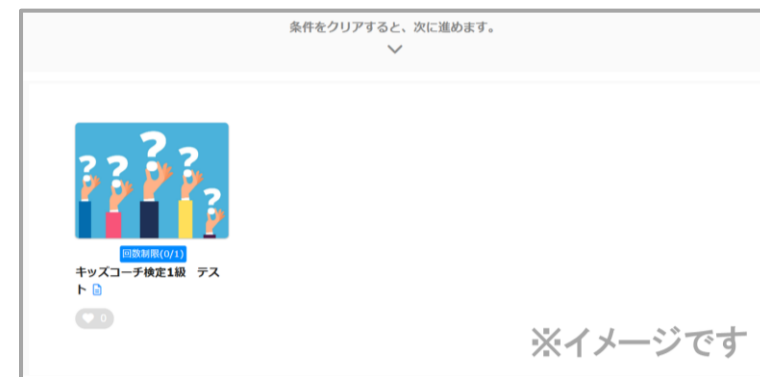 条件をクリアすると、次に進めます。
? ? ? ? ?
回数制限(0/1)
キッズコーチ検定1級 テス
ト
0
※イメージです